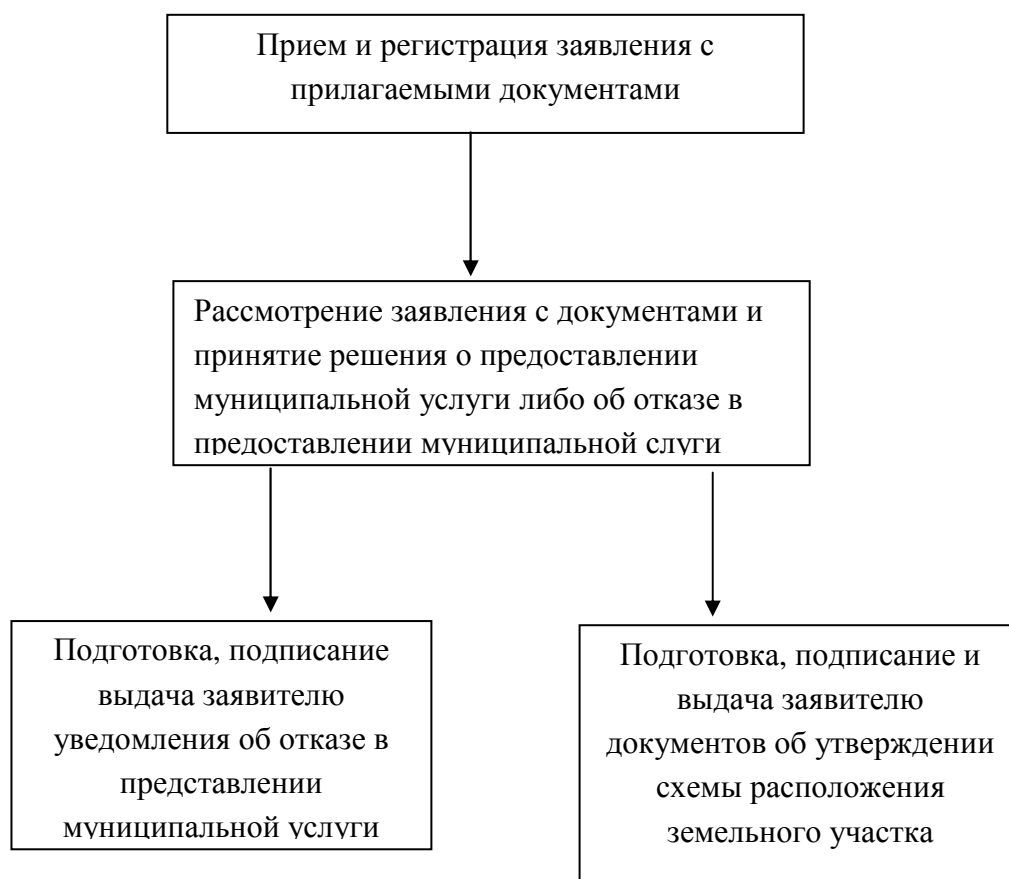 Прием и регистрация заявления с
прилагаемыми документами
Рассмотрение заявления с документами и
принятие решения о предоставлении
муниципальной услуги либо об отказе в
предоставлении муниципальной слуги
Подготовка, подписание
выдача заявителю
уведомления об отказе в
представлении
муниципальной услуги
Подготовка, подписание и
выдача заявителю
документов об утверждении
схемы расположения
земельного участка